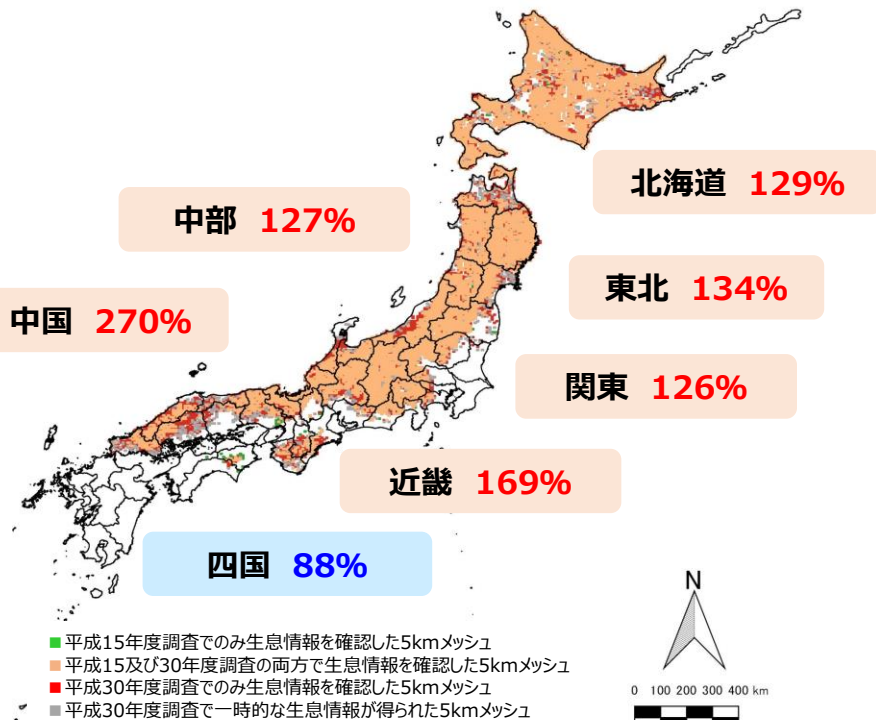 北海道 129%
中部 127%
東北 134%
中国 270%
関東 126%
近畿 169%
四国 88%
N
■平成15年度調査でのみ生息情報を確認した5kmメッシュ
■平成15及び30年度調査の両方で生息情報を確認した5kmメッシュ
■平成30年度調査でのみ生息情報を確認した5kmメッシュ
■平成30年度調査で一時的な生息情報が得られた5kmメッシュ
0 100 200 300 400 km